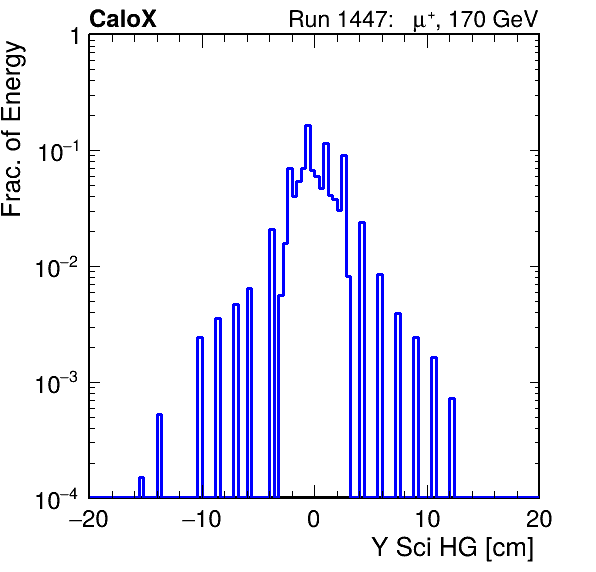 CaloX Run 1447: μ⁺, 170 GeV
Frac. of Energy
1
10⁻¹
10⁻²
10⁻³
10⁻⁴
−20 −10 0 10 20
Y Sci HG [cm]